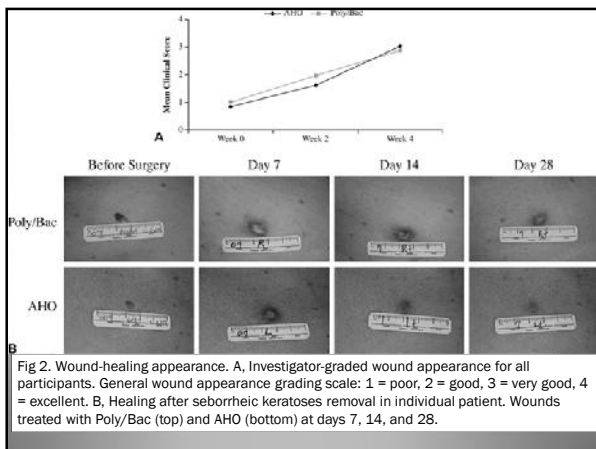 AHO Poly/Bac
Mean Clinical Score
4
3
2
1
0
Week 0 Week 2 Week 4
A
Before Surgery Day 7 Day 14 Day 28
Poly/Bac
AHO
B
Fig 2. Wound-healing appearance. A, Investigator-graded wound appearance for all
participants. General wound appearance grading scale: 1 = poor, 2 = good, 3 = very good, 4
= excellent. B, Healing after seborrheic keratoses removal in individual patient. Wounds
treated with Poly/Bac (top) and AHO (bottom) at days 7, 14, and 28.